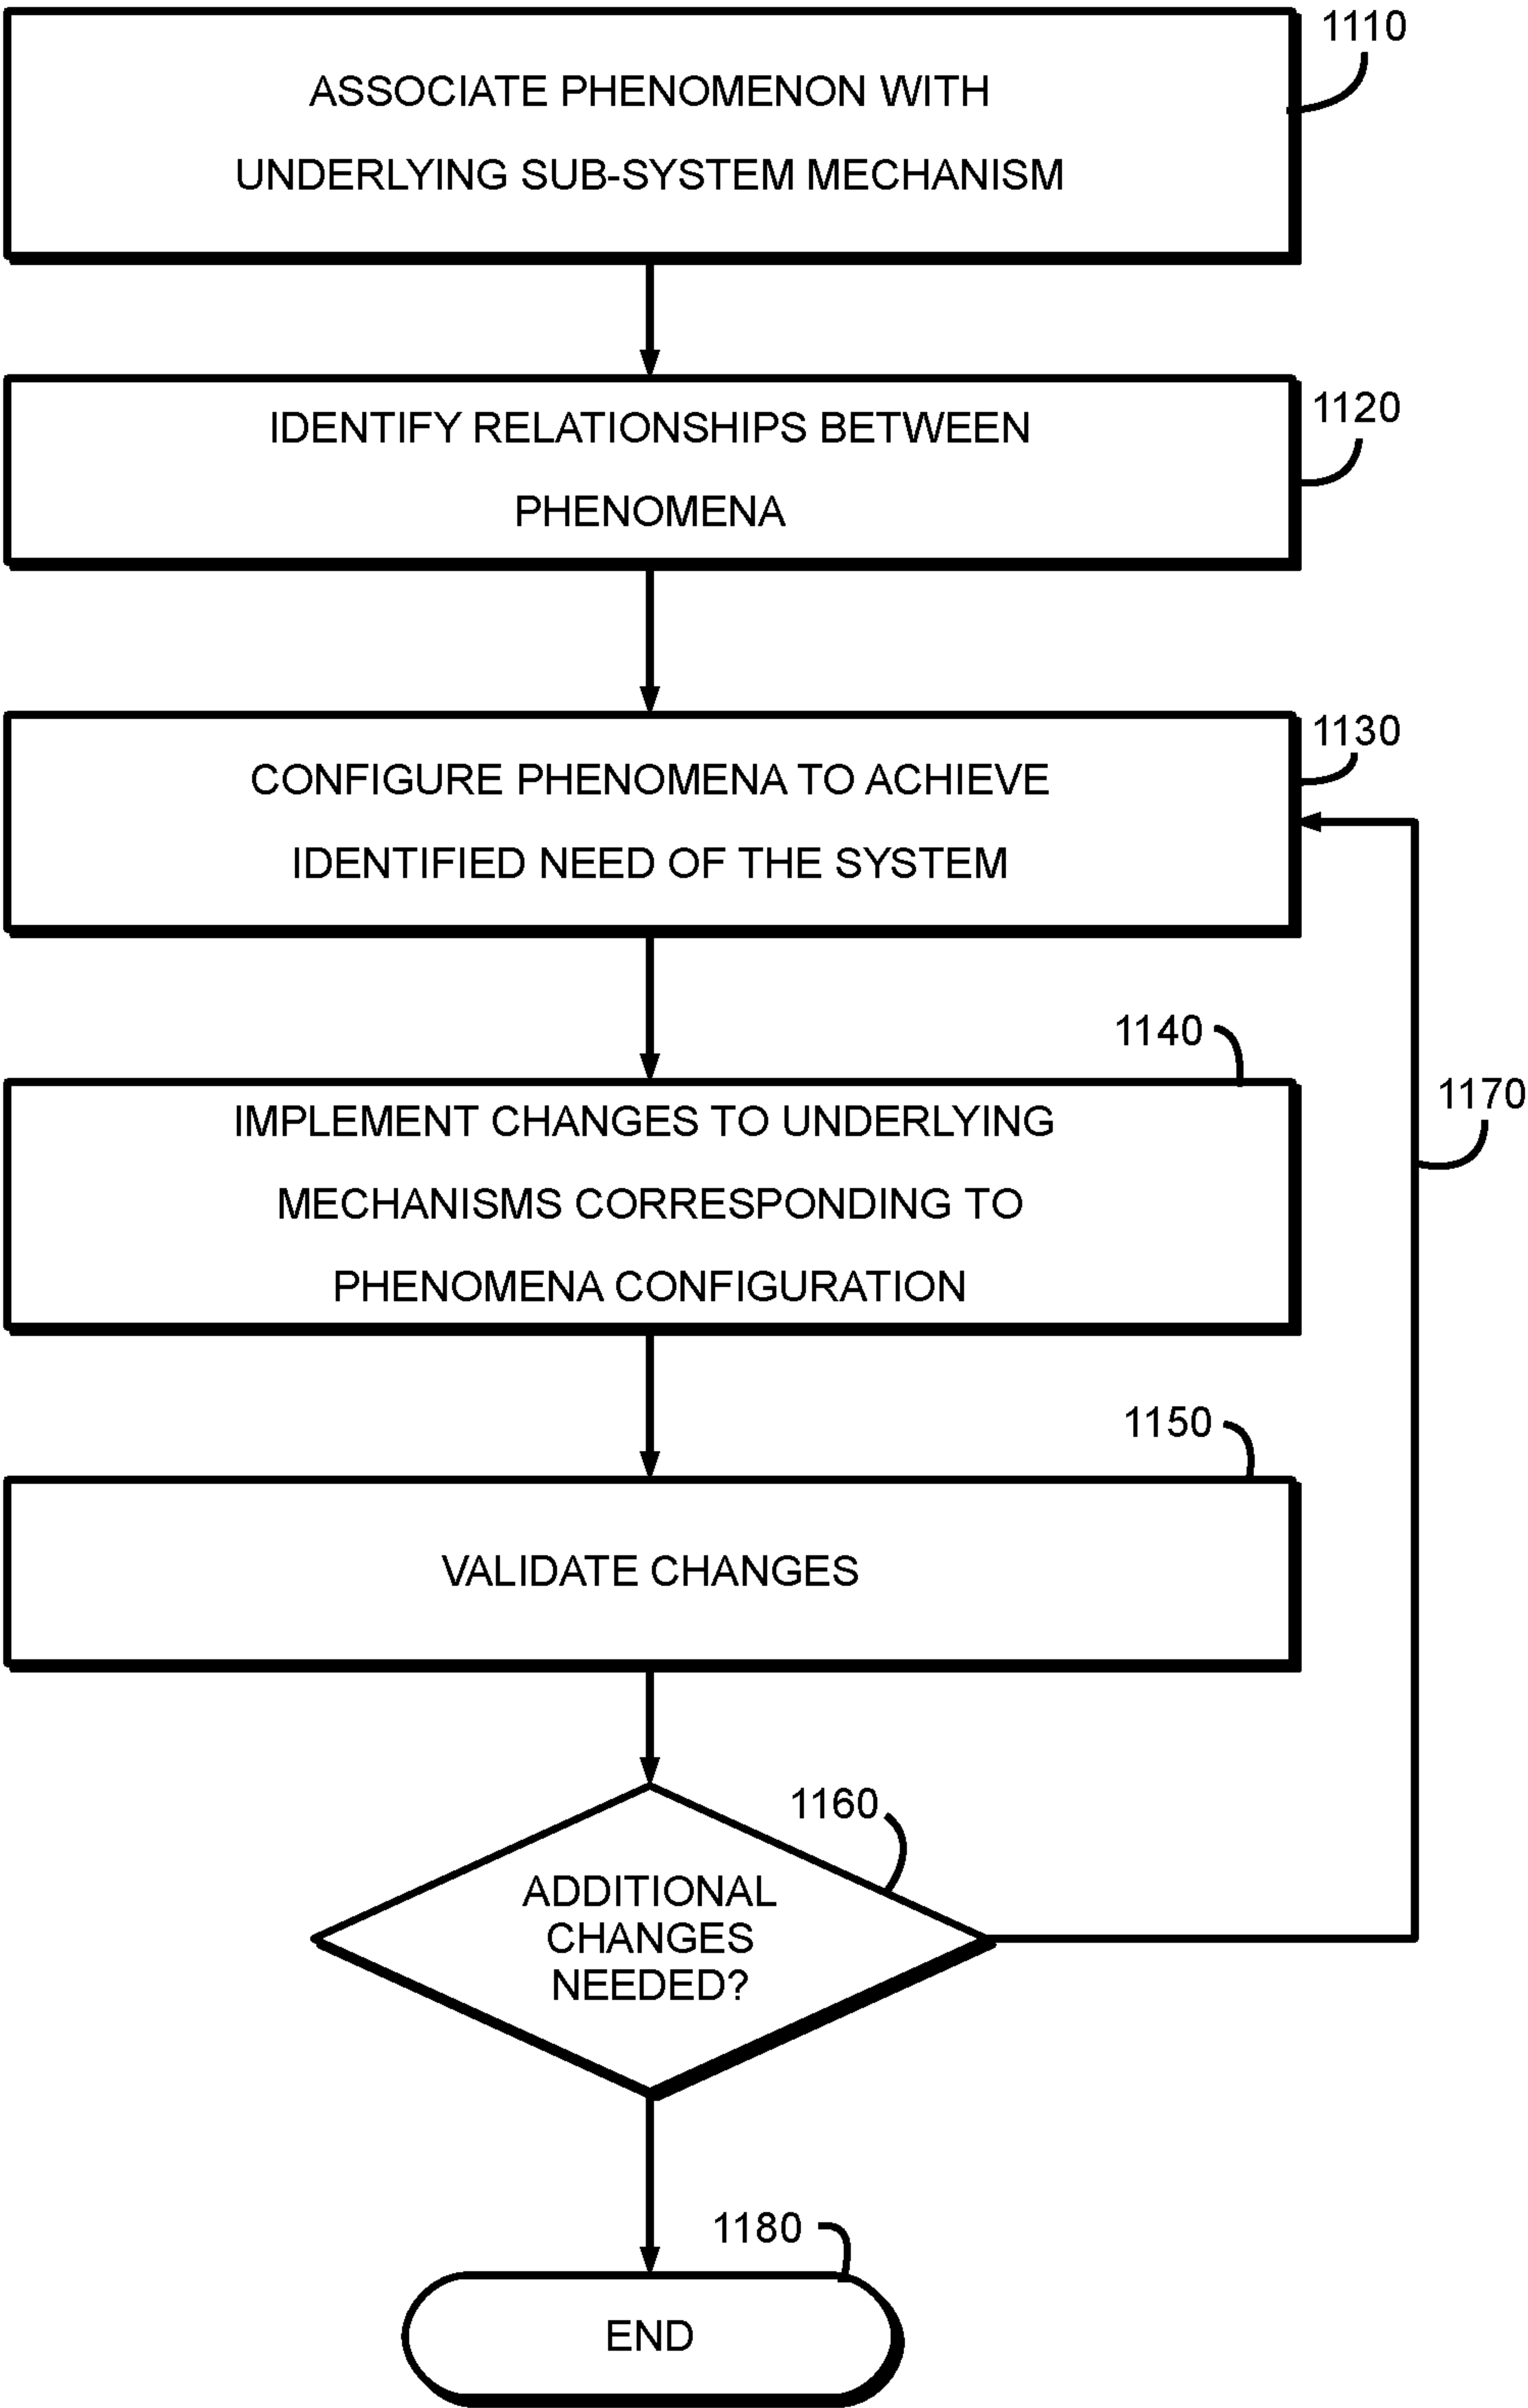 1110
ASSOCIATE PHENOMENON WITH
UNDERLYING SUB-SYSTEM MECHANISM
1120
IDENTIFY RELATIONSHIPS BETWEEN
PHENOMENA
1130
CONFIGURE PHENOMENA TO ACHIEVE
IDENTIFIED NEED OF THE SYSTEM
1140
1170
IMPLEMENT CHANGES TO UNDERLYING
MECHANISMS CORRESPONDING TO
PHENOMENA CONFIGURATION
1150
VALIDATE CHANGES
1160
ADDITIONAL
CHANGES
NEEDED?
1180
END